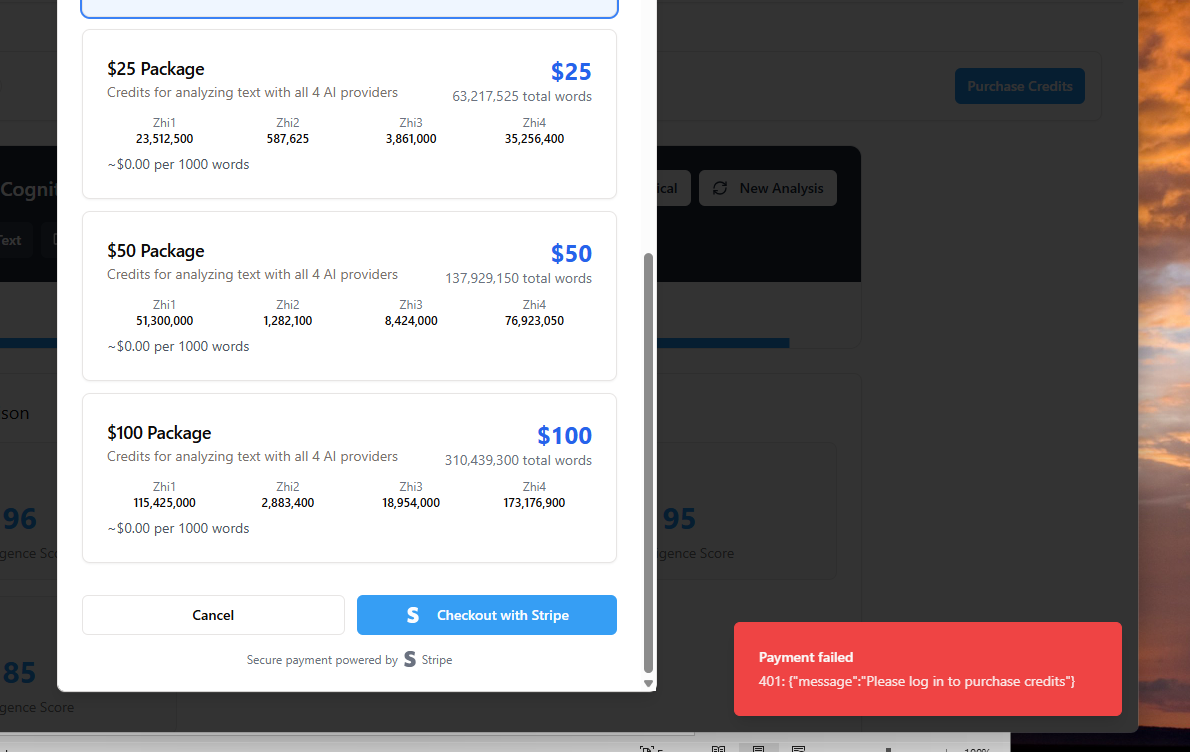 $25 Package
$25
Credits for analyzing text with all 4 AI providers
63,217,525 total words
Zhi1 Zhi2 Zhi3 Zhi4
23,512,500 587,625 3,861,000 35,256,400
~$0.00 per 1000 words
$50 Package
$50
Credits for analyzing text with all 4 AI providers
137,929,150 total words
Zhi1 Zhi2 Zhi3 Zhi4
51,300,000 1,282,100 8,424,000 76,923,050
~$0.00 per 1000 words
$100 Package
$100
Credits for analyzing text with all 4 AI providers
310,439,300 total words
Zhi1 Zhi2 Zhi3 Zhi4
115,425,000 2,883,400 18,954,000 173,176,900
~$0.00 per 1000 words
Cancel
S Checkout with Stripe
Secure payment powered by S Stripe
Purchase Credits
Cognit
ical
New Analysis
Text
son
96
95
gence Sco
igence Score
85
gence Score
Payment failed
401: {"message":"Please log in to purchase credits"}
100%